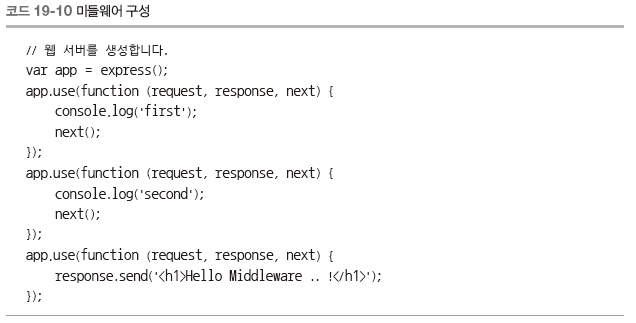 코드 19-10 미들웨어 구성
// 웹 서버를 생성합니다.
var app = express();
app.use(function (request, response, next) {
    console.log('first');
    next();
});
app.use(function (request, response, next) {
    console.log('second');
    next();
});
app.use(function (request, response, next) {
    response.send('<h1>Hello Middleware .. !</h1>');
});